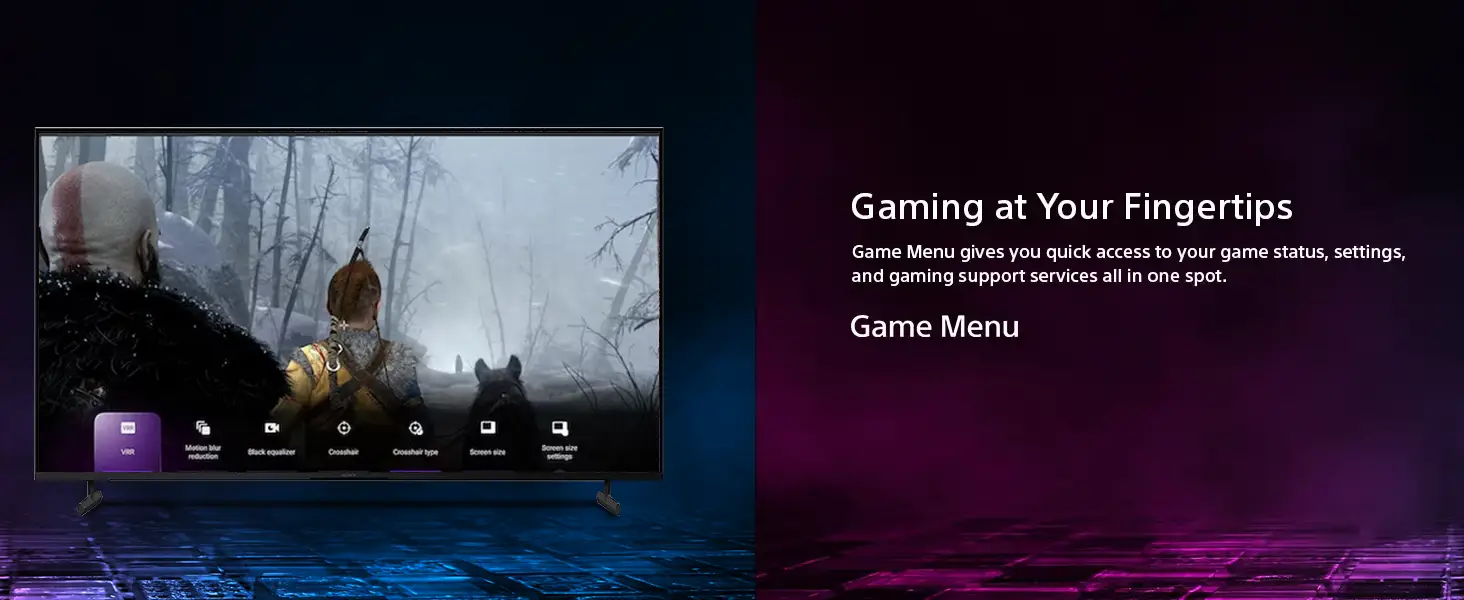 Gaming at Your Fingertips
Game Menu gives you quick access to your game status, settings,
and gaming support services all in one spot.
Game Menu
VRR
VRR
Motion blur
reduction
Black equalizer
Crosshair
Crosshair type
Screen size
Screen size
settings
SONY